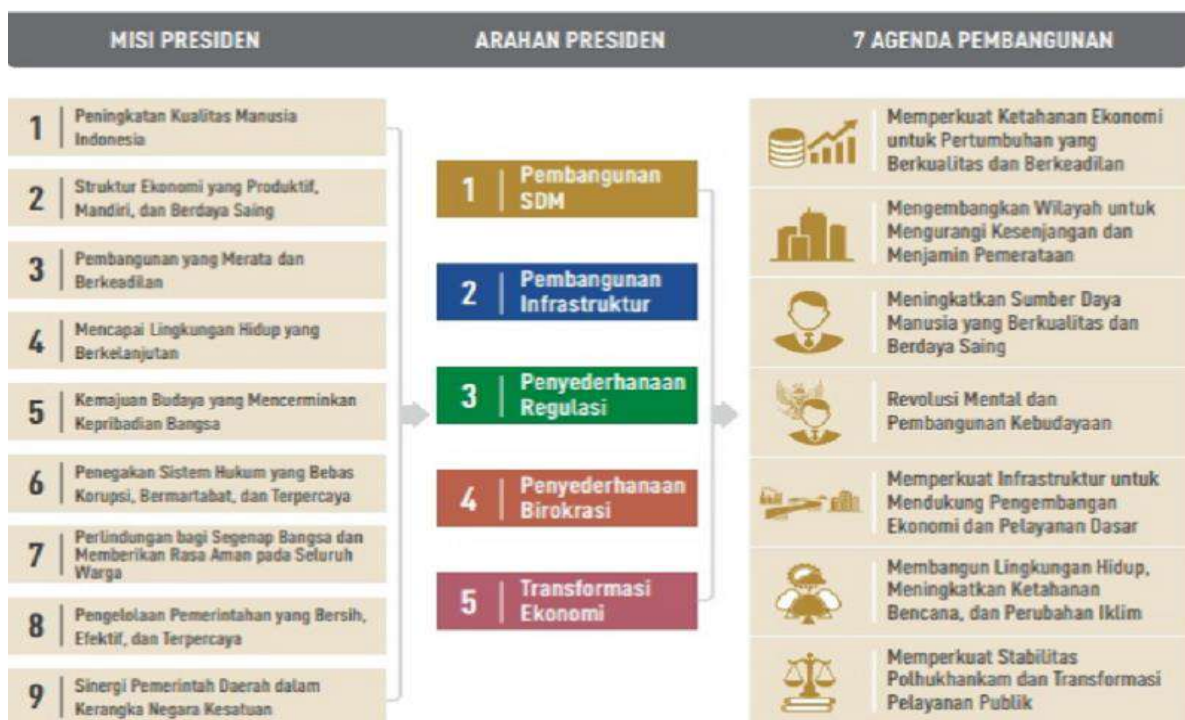 MISI PRESIDEN
ARAHAN PRESIDEN
7 AGENDA PEMBANGUNAN
1
Peningkatan Kualitas Manusia
Indonesia
2
Struktur Ekonomi yang Produktif,
Mandiri, dan Berdaya Saing
3
Pembangunan yang Merata dan
Berkeadilan
4
Mencapai Lingkungan Hidup yang
Berkelanjutan
5
Kemajuan Budaya yang Mencerminkan
Kepribadian Bangsa
6
Penegakan Sistem Hukum yang Bebas
Korupsi, Bermartabat, dan Terpercaya
7
Perlindungan bagi Segenap Bangsa dan
Memberikan Rasa Aman pada Seluruh
Warga
8
Pengelolaan Pemerintahan yang Bersih,
Efektif, dan Terpercaya
9
Sinergi Pemerintah Daerah dalam
Kerangka Negara Kesatuan
1
Pembangunan
SDM
2
Pembangunan
Infrastruktur
3
Penyederhanaan
Regulasi
4
Penyederhanaan
Birokrasi
5
Transformasi
Ekonomi
Memperkuat Ketahanan Ekonomi
untuk Pertumbuhan yang
Berkualitas dan Berkeadilan
Mengembangkan Wilayah untuk
Mengurangi Kesenjangan dan
Menjamin Pemerataan
Meningkatkan Sumber Daya
Manusia yang Berkualitas dan
Berdaya Saing
Revolusi Mental dan
Pembangunan Kebudayaan
Memperkuat Infrastruktur untuk
Mendukung Pengembangan
Ekonomi dan Pelayanan Dasar
Membangun Lingkungan Hidup,
Meningkatkan Ketahanan
Bencana, dan Perubahan Iklim
Memperkuat Stabilitas
Polhukhankam dan Transformasi
Pelayanan Publik